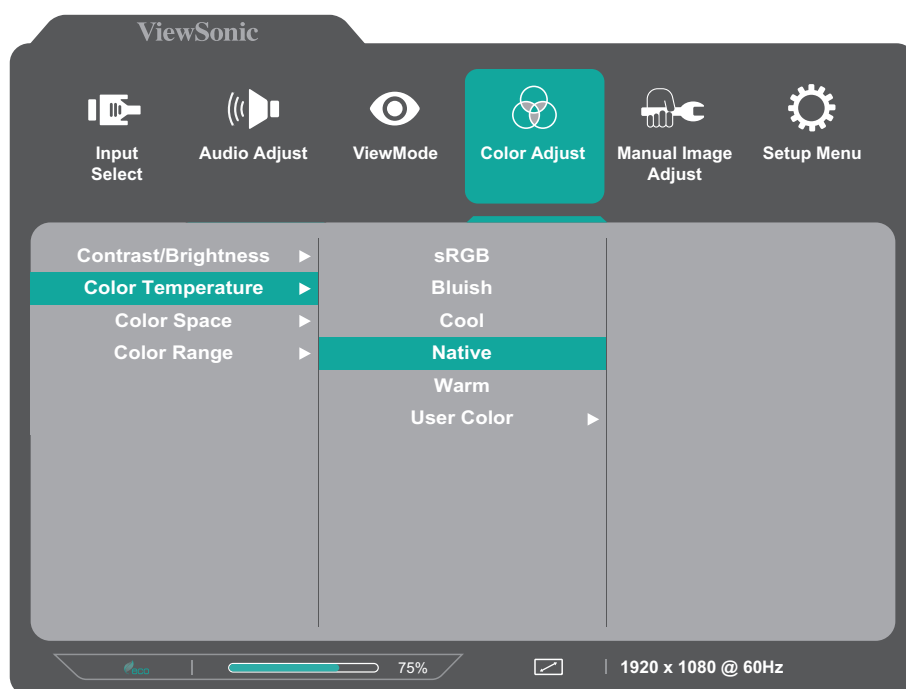 ViewSonic
Input
Select
Audio Adjust
ViewMode
Color Adjust
Manual Image
Adjust
Setup Menu
Contrast/Brightness
Color Temperature
Color Space
Color Range
sRGB
Bluish
Cool
Native
Warm
User Color
eco
75%
1920 x 1080 @ 60Hz